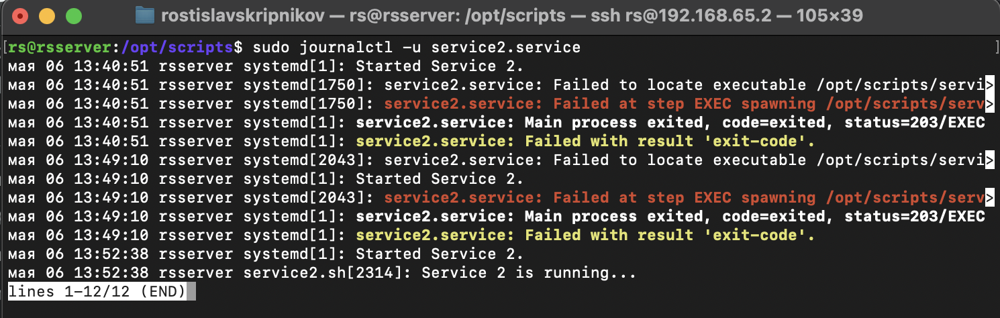 rostislavskripnikov — rs@rsserver: /opt/scripts — ssh rs@192.168.65.2 — 105×39
[rs@rsserver:/opt/scripts$ sudo journalctl -u service2.service ]
мая 06 13:40:51 rsserver systemd[1]: Started Service 2.
мая 06 13:40:51 rsserver systemd[1750]: service2.service: Failed to locate executable /opt/scripts/servi>
мая 06 13:40:51 rsserver systemd[1750]: service2.service: Failed at step EXEC spawning /opt/scripts/serv>
мая 06 13:40:51 rsserver systemd[1]: service2.service: Main process exited, code=exited, status=203/EXEC
мая 06 13:40:51 rsserver systemd[1]: service2.service: Failed with result 'exit-code'.
мая 06 13:49:10 rsserver systemd[2043]: service2.service: Failed to locate executable /opt/scripts/servi>
мая 06 13:49:10 rsserver systemd[1]: Started Service 2.
мая 06 13:49:10 rsserver systemd[2043]: service2.service: Failed at step EXEC spawning /opt/scripts/serv>
мая 06 13:49:10 rsserver systemd[1]: service2.service: Main process exited, code=exited, status=203/EXEC
мая 06 13:49:10 rsserver systemd[1]: service2.service: Failed with result 'exit-code'.
мая 06 13:52:38 rsserver systemd[1]: Started Service 2.
мая 06 13:52:38 rsserver service2.sh[2314]: Service 2 is running...
lines 1-12/12 (END)